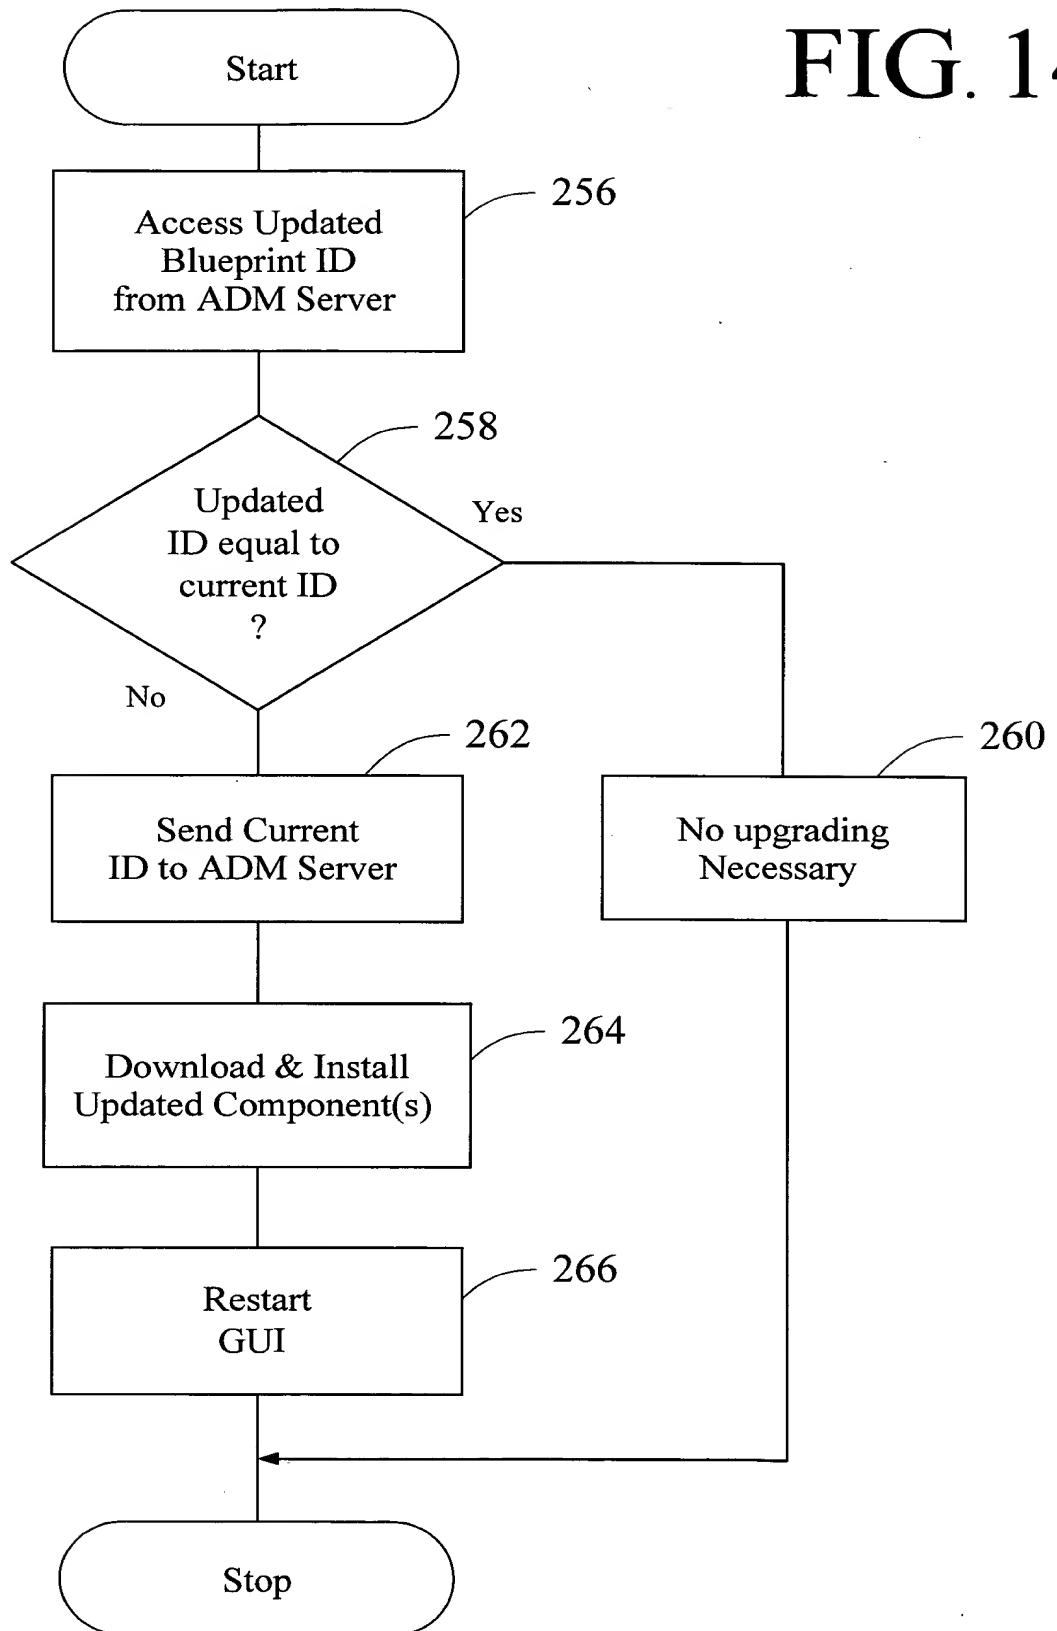 FIG. 14
Start
256
Access Updated
Blueprint ID
from ADM Server
258
Updated
ID equal to
current ID
?
Yes
No
262
260
Send Current
ID to ADM Server
No upgrading
Necessary
264
Download & Install
Updated Component(s)
266
Restart
GUI
Stop